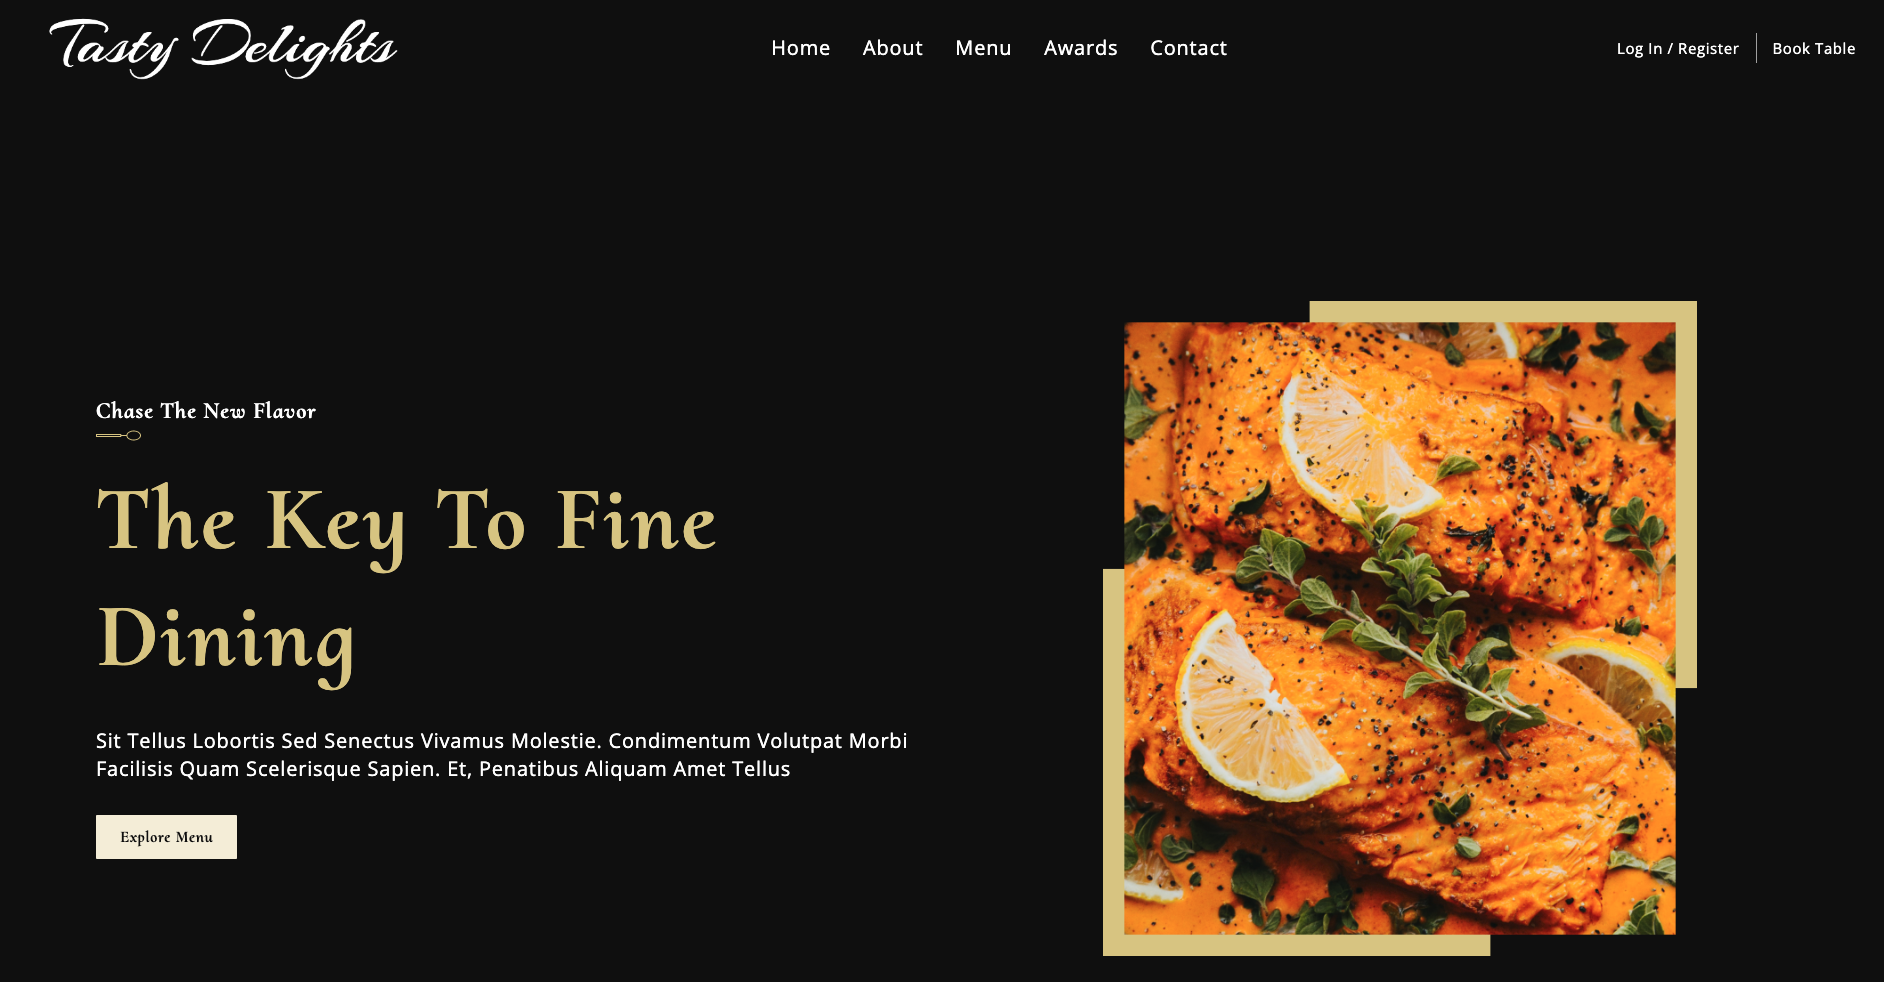 Tasty Delights
Home About Menu Awards Contact
Log In / Register Book Table
Chase The New Flavor
The Key To Fine
Dining
Sit Tellus Lobortis Sed Senectus Vivamus Molestie. Condimentum Volutpat Morbi
Facilisis Quam Scelerisque Sapien. Et, Penatibus Aliquam Amet Tellus
Explore Menu